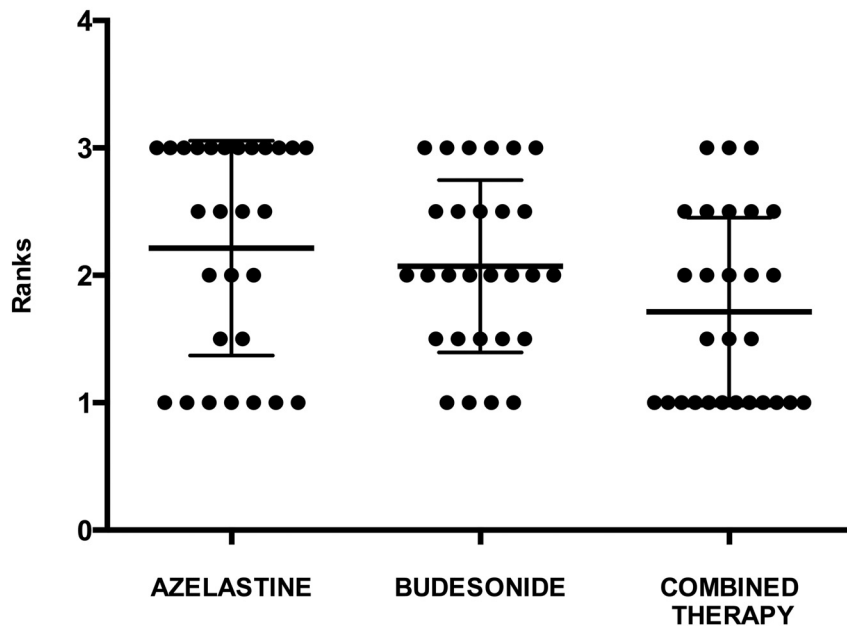 4
3
2
1
0
Ranks
AZELASTINE
BUDESONIDE
COMBINED
THERAPY